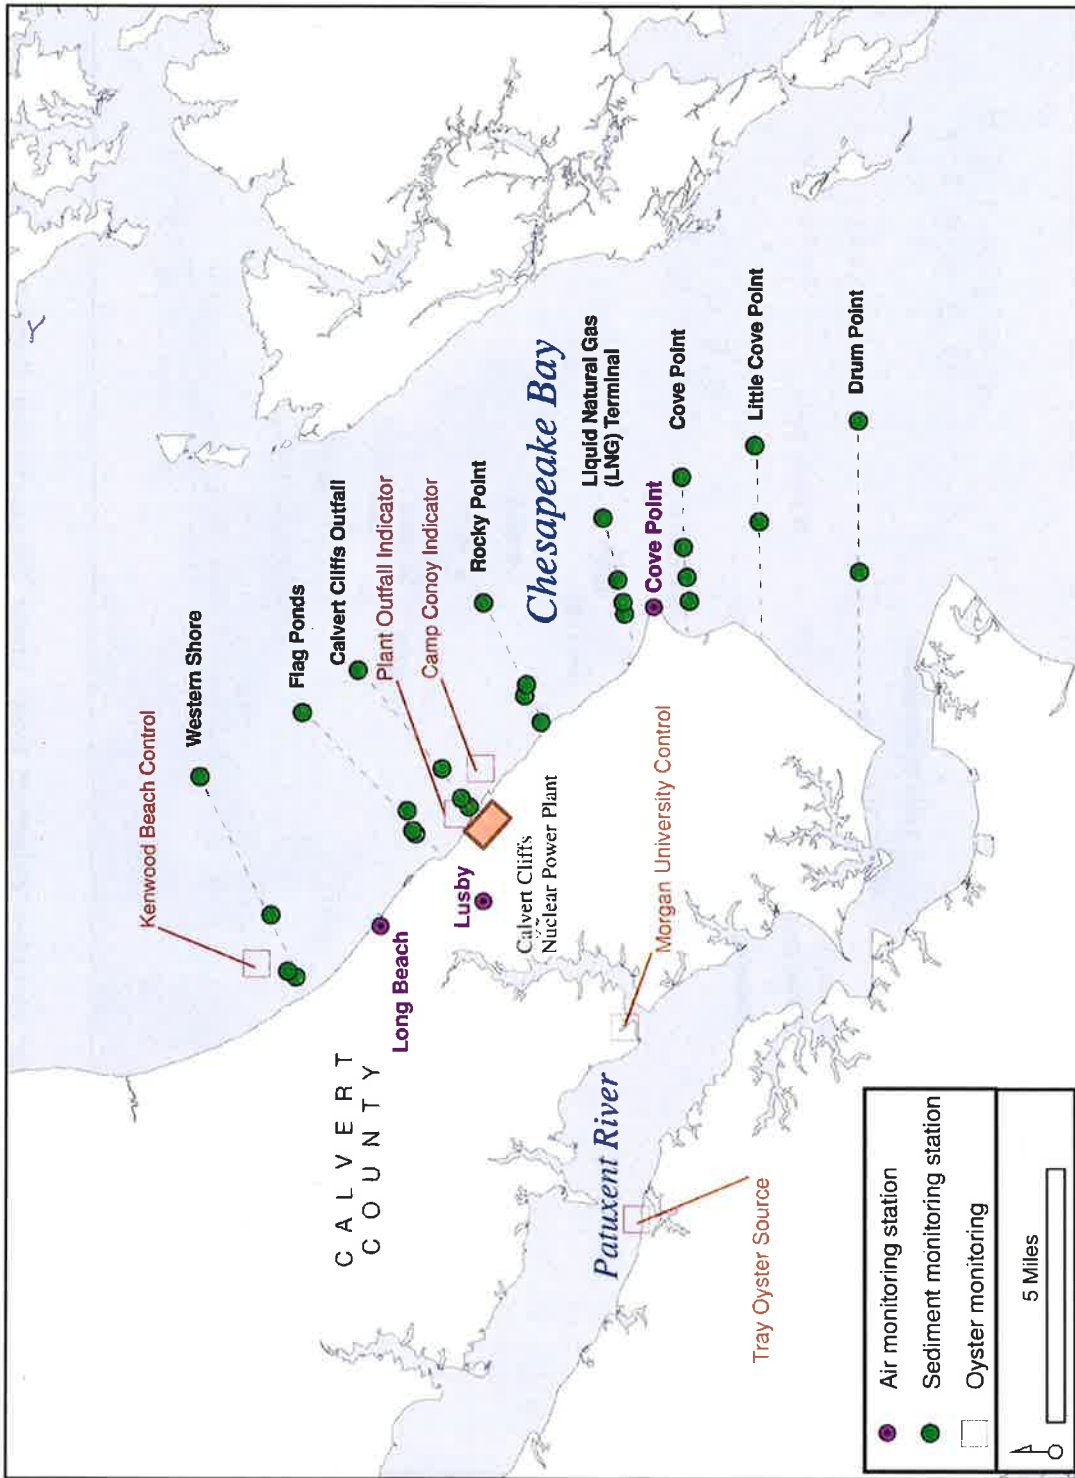 Western Shore
Kenwood Beach Control
Flag Ponds
Calvert Cliffs Outfall
Plant Outfall Indicator
Camp Conoy Indicator
Rocky Point
Chesapeake Bay
Liquid Natural Gas
(LNG) Terminal
Cove Point
Cove Point
Little Cove Point
Drum Point
Long Beach
Lusby
Calvert Cliffs
Nuclear Power Plant
CALVERT
COUNTY
Morgan University Control
Patuxent River
Tray Oyster Source
Air monitoring station
Sediment monitoring station
Oyster monitoring
5 Miles